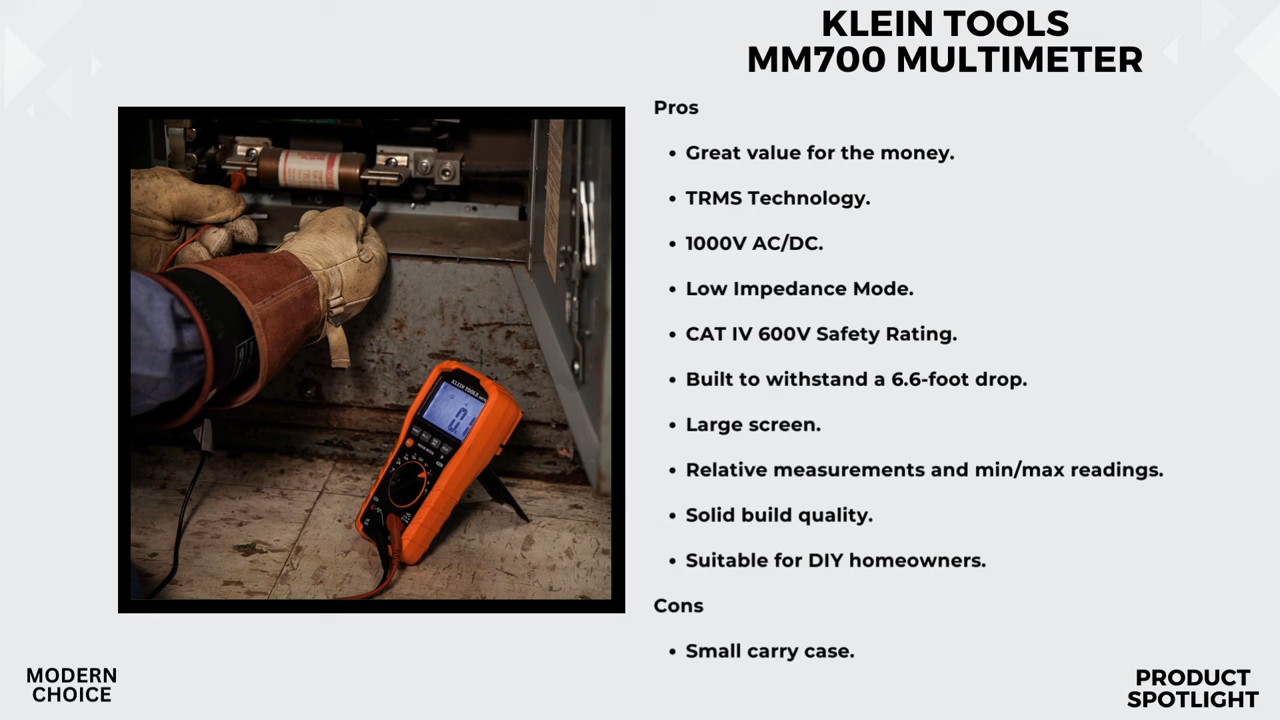 KLEIN TOOLS
MM700 MULTIMETER
Pros
• Great value for the money.
• TRMS Technology.
• 1000V AC/DC.
• Low Impedance Mode.
• CAT IV 600V Safety Rating.
• Built to withstand a 6.6-foot drop.
• Large screen.
• Relative measurements and min/max readings.
• Solid build quality.
• Suitable for DIY homeowners.
Cons
• Small carry case.
KLEIN TOOLS
MODERN
CHOICE
PRODUCT
SPOTLIGHT